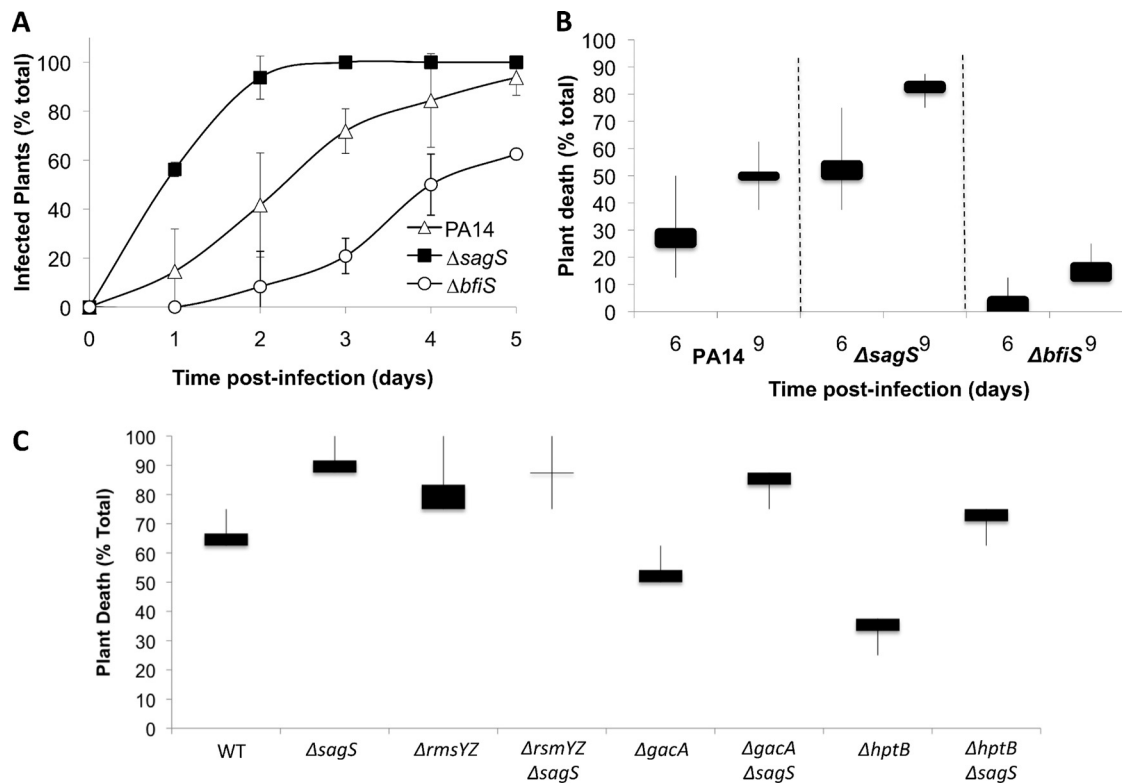 A
Infected Plants (% total)
100
80
60
40
20
0
PA14
ΔsagS
ΔbfiS
0 1 2 3 4 5
Time post-infection (days)
B
Plant death (% total)
100
90
80
70
60
50
40
30
20
10
0
6 9 6 9 6 9
PA14 ΔsagS ΔbfiS
Time post-infection (days)
C
Plant Death (% Total)
100
90
80
70
60
50
40
30
20
10
0
WT ΔsagS ΔrmsYZ ΔrsmYZ ΔgacA ΔgacA ΔhptB ΔhptB
ΔsagS ΔsagS ΔsagS